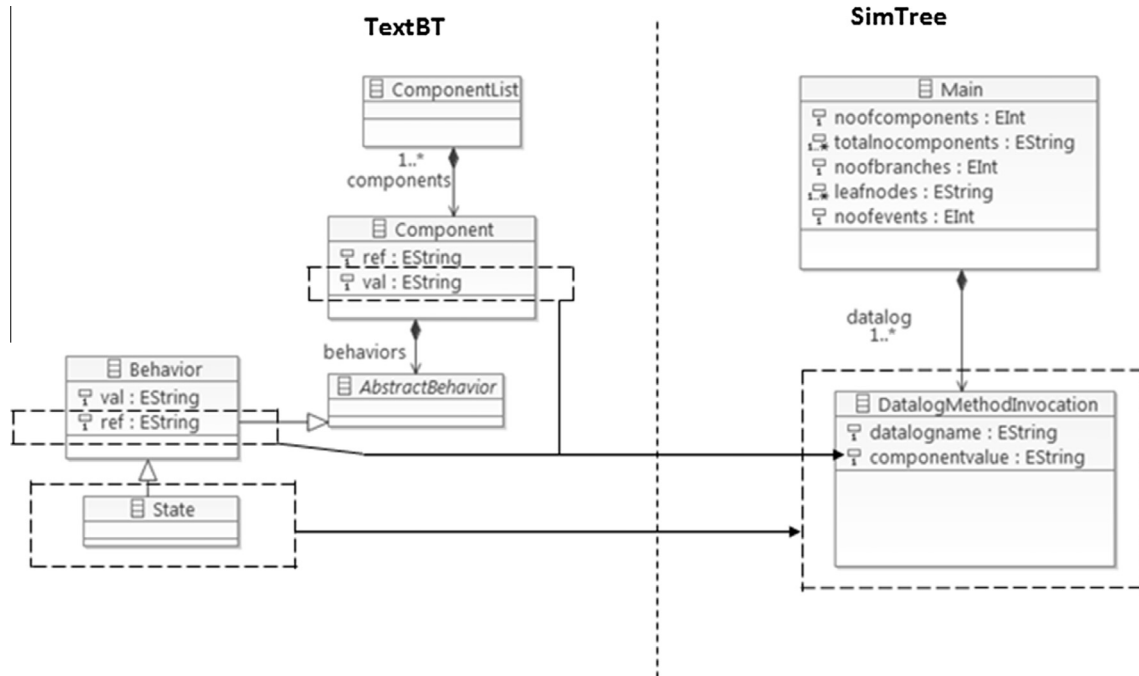 TextBT
SimTree
ComponentList
1..*
components
Component
ref : EString
val : EString
behaviors
AbstractBehavior
Behavior
val : EString
ref : EString
State
Main
noofcomponents : EInt
totalnocomponents : EString
noofbranches : EInt
leafnodes : EString
noofevents : EInt
datalog
1..*
DatalogMethodInvocation
datalogname : EString
componentvalue : EString